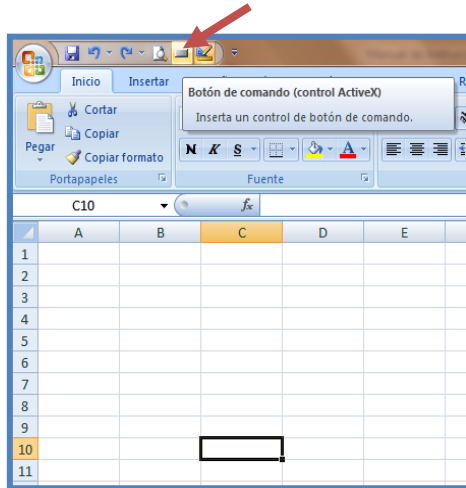 Inicio Insertar R
Botón de comando (control ActiveX)
Inserta un control de botón de comando.
Cortar
Copiar
Copiar formato
Pegar
N K S A
Portapapeles Fuente
C10 fx
A B C D E
1
2
3
4
5
6
7
8
9
10
11